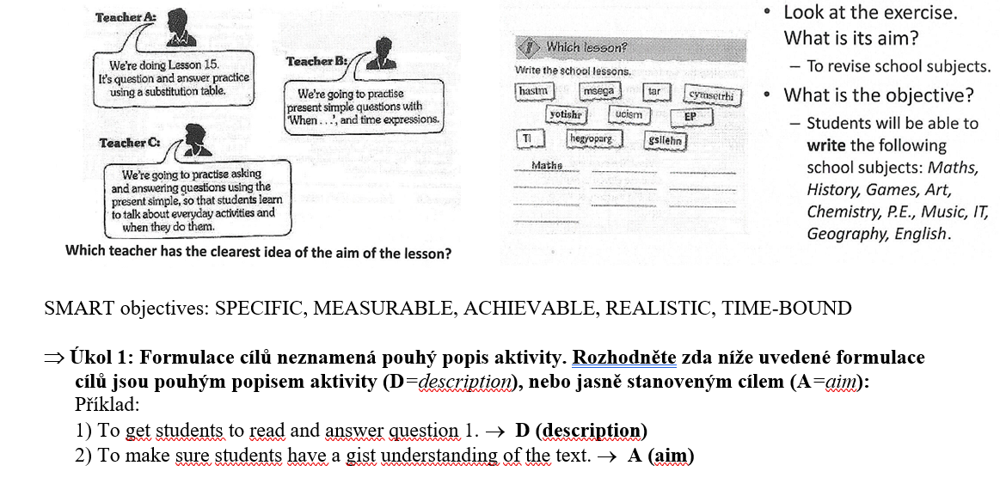 Teacher A:
We're doing Lesson 15.
It's question and answer practice
using a substitution table.
Teacher B:
We're going to practise
present simple questions with
'When . . .', and time expressions.
Teacher C:
We're going to practise asking
and answering questions using the
present simple, so that students learn
to talk about everyday activities and
when they do them.
Which teacher has the clearest idea of the aim of the lesson?
Which lesson?
Write the school lessons.
hastm msega tar cymsetrhi
yotishr ucism EP
TI hegyoparg gsilehn
Maths
• Look at the exercise.
What is its aim?
– To revise school subjects.
• What is the objective?
– Students will be able to
write the following
school subjects: Maths,
History, Games, Art,
Chemistry, P.E., Music, IT,
Geography, English.
SMART objectives: SPECIFIC, MEASURABLE, ACHIEVABLE, REALISTIC, TIME-BOUND
⇒ Úkol 1: Formulace cílů neznamená pouhý popis aktivity. Rozhodněte zda níže uvedené formulace
cílů jsou pouhým popisem aktivity (D=description), nebo jasně stanoveným cílem (A=aim):
Příklad:
1) To get students to read and answer question 1. → D (description)
2) To make sure students have a gist understanding of the text. → A (aim)